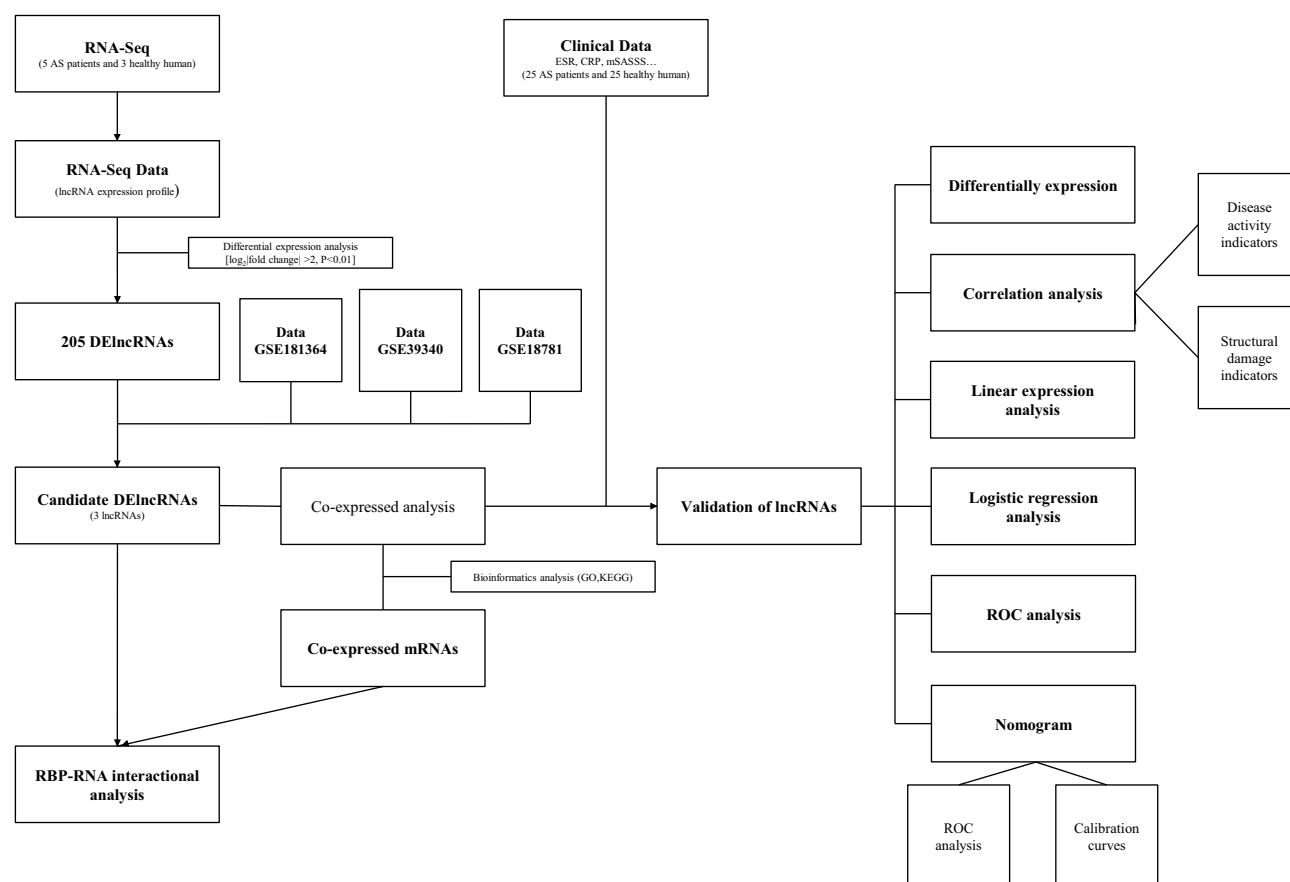 RNA-Seq
(5 AS patients and 3 healthy human)
Clinical Data
ESR, CRP, mSASSS…
(25 AS patients and 25 healthy human)
RNA-Seq Data
(lncRNA expression profile)
Differential expression analysis
[log2|fold change| >2, P<0.01]
205 DElncRNAs
Data
GSE181364
Data
GSE39340
Data
GSE18781
Candidate DElncRNAs
(3 lncRNAs)
Co-expressed analysis
Validation of lncRNAs
Bioinformatics analysis (GO,KEGG)
Co-expressed mRNAs
RBP-RNA interactional
analysis
Differentially expression
Correlation analysis
Disease
activity
indicators
Structural
damage
indicators
Linear expression
analysis
Logistic regression
analysis
ROC analysis
Nomogram
ROC
analysis
Calibration
curves